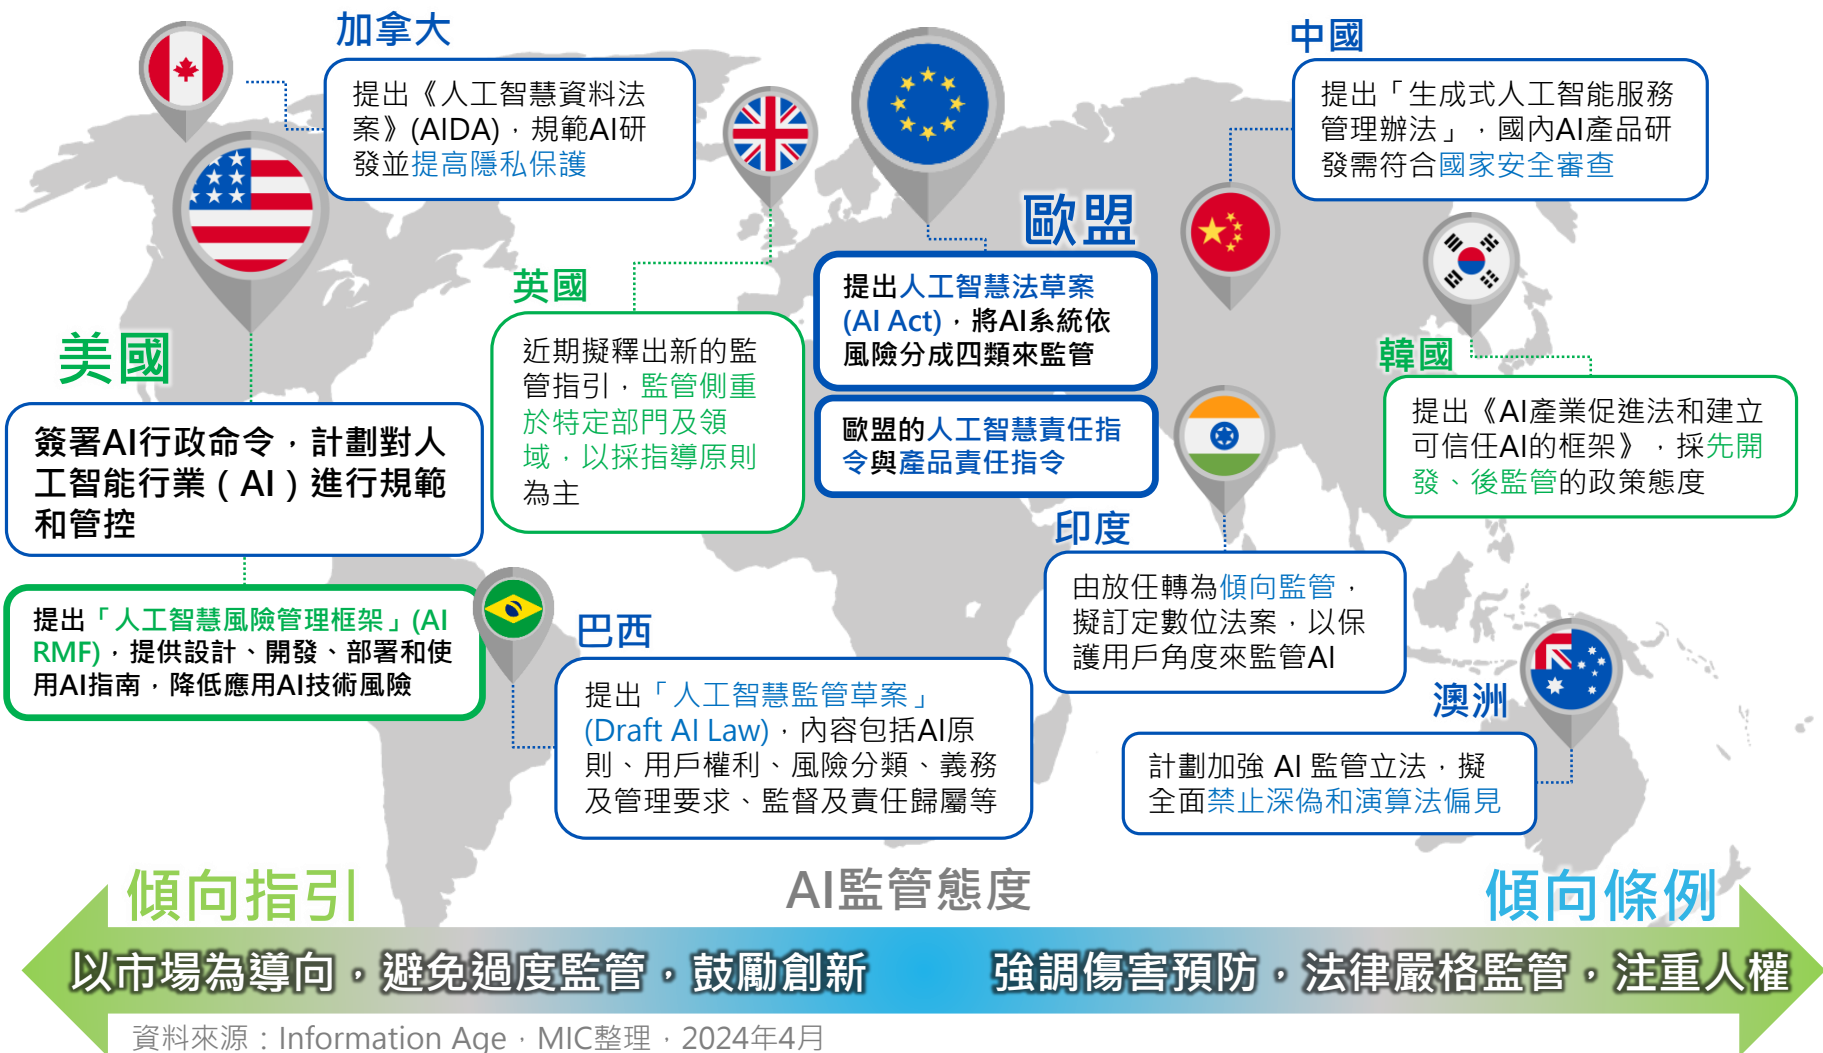 加拿大
提出《人工智慧資料法
案》(AIDA)，規範AI研
發並提高隱私保護
中國
提出「生成式人工智能服務
管理辦法」，國內AI產品研
發需符合國家安全審查
歐盟
提出人工智慧法草案
(AI Act)，將AI系統依
風險分成四類來監管
歐盟的人工智慧責任指
令與產品責任指令
英國
近期擬釋出新的監
管指引，監管側重
於特定部門及領
域，以採指導原則
為主
美國
簽署AI行政命令，計劃對人
工智能行業（AI）進行規範
和管控
提出「人工智慧風險管理框架」(AI
RMF)，提供設計、開發、部署和使
用AI指南，降低應用AI技術風險
韓國
提出《AI產業促進法和建立
可信任AI的框架》，採先開
發、後監管的政策態度
印度
由放任轉為傾向監管，
擬訂定數位法案，以保
護用戶角度來監管AI
巴西
提出「人工智慧監管草案」
(Draft AI Law)，內容包括AI原
則、用戶權利、風險分類、義務
及管理要求、監督及責任歸屬等
澳洲
計劃加強 AI 監管立法，擬
全面禁止深偽和演算法偏見
傾向指引
AI監管態度
傾向條例
以市場為導向，避免過度監管，鼓勵創新
強調傷害預防，法律嚴格監管，注重人權
資料來源：Information Age，MIC整理，2024年4月